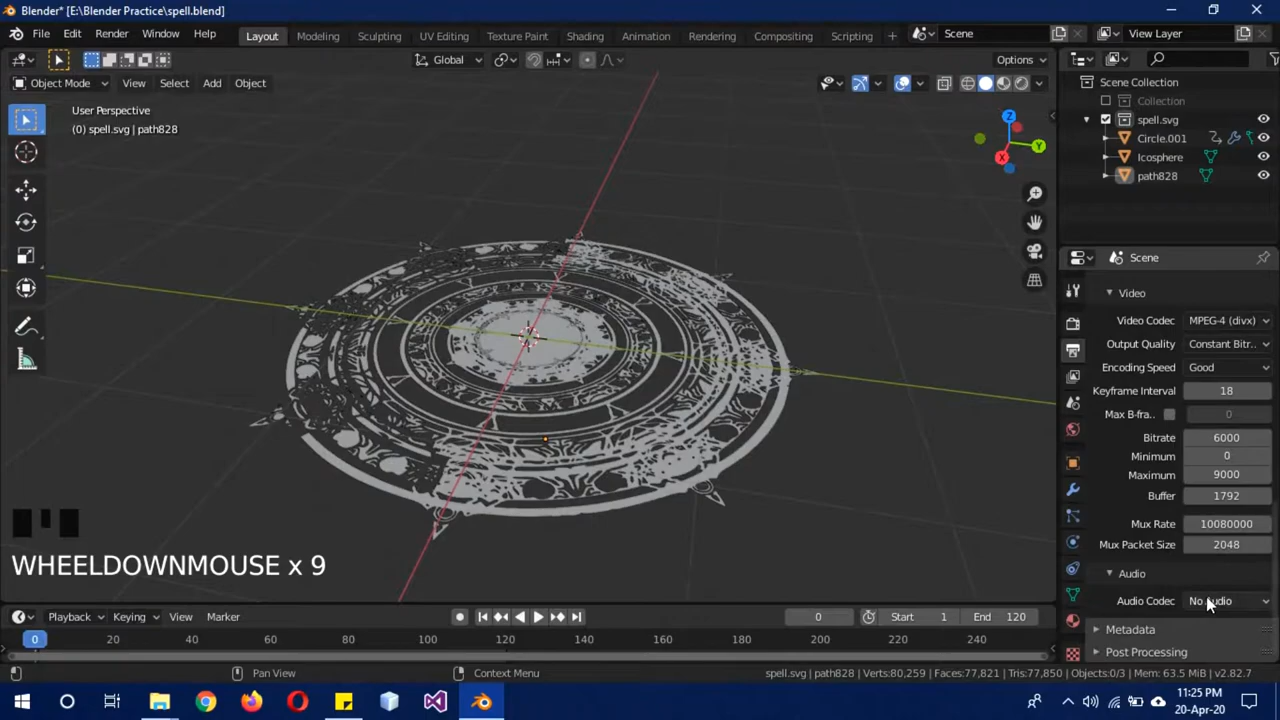 Blender* [E:\Blender Practice\spell.blend]
File Edit Render Window Help Layout Modeling Sculpting UV Editing Texture Paint Shading Animation Rendering Compositing Scripting Scene View Layer
Global Options
Object Mode View Select Add Object
User Perspective
(0) spell.svg | path828
Z
Y
X
Scene Collection
Collection
spell.svg
Circle.001
Icosphere
path828
Scene
Video
Video Codec MPEG-4 (divx)
Output Quality Constant Bitr..
Encoding Speed Good
Keyframe Interval 18
Max B-fra.. 0
Bitrate 6000
Minimum 0
Maximum 9000
Buffer 1792
Mux Rate 10080000
Mux Packet Size 2048
Audio
Audio Codec No Audio
Metadata
Post Processing
WHEELDOWNMOUSE x 9
Playback Keying View Marker 0 Start 1 End 120
0 20 40 60 80 100 120 140 160 180 200 220 240
Pan View Context Menu spell.svg | path828 | Verts:80,259 | Faces:77,821 | Tris:77,850 | Objects:0/3 | Mem: 63.5 MiB | v2.82.7
11:25 PM
20-Apr-20